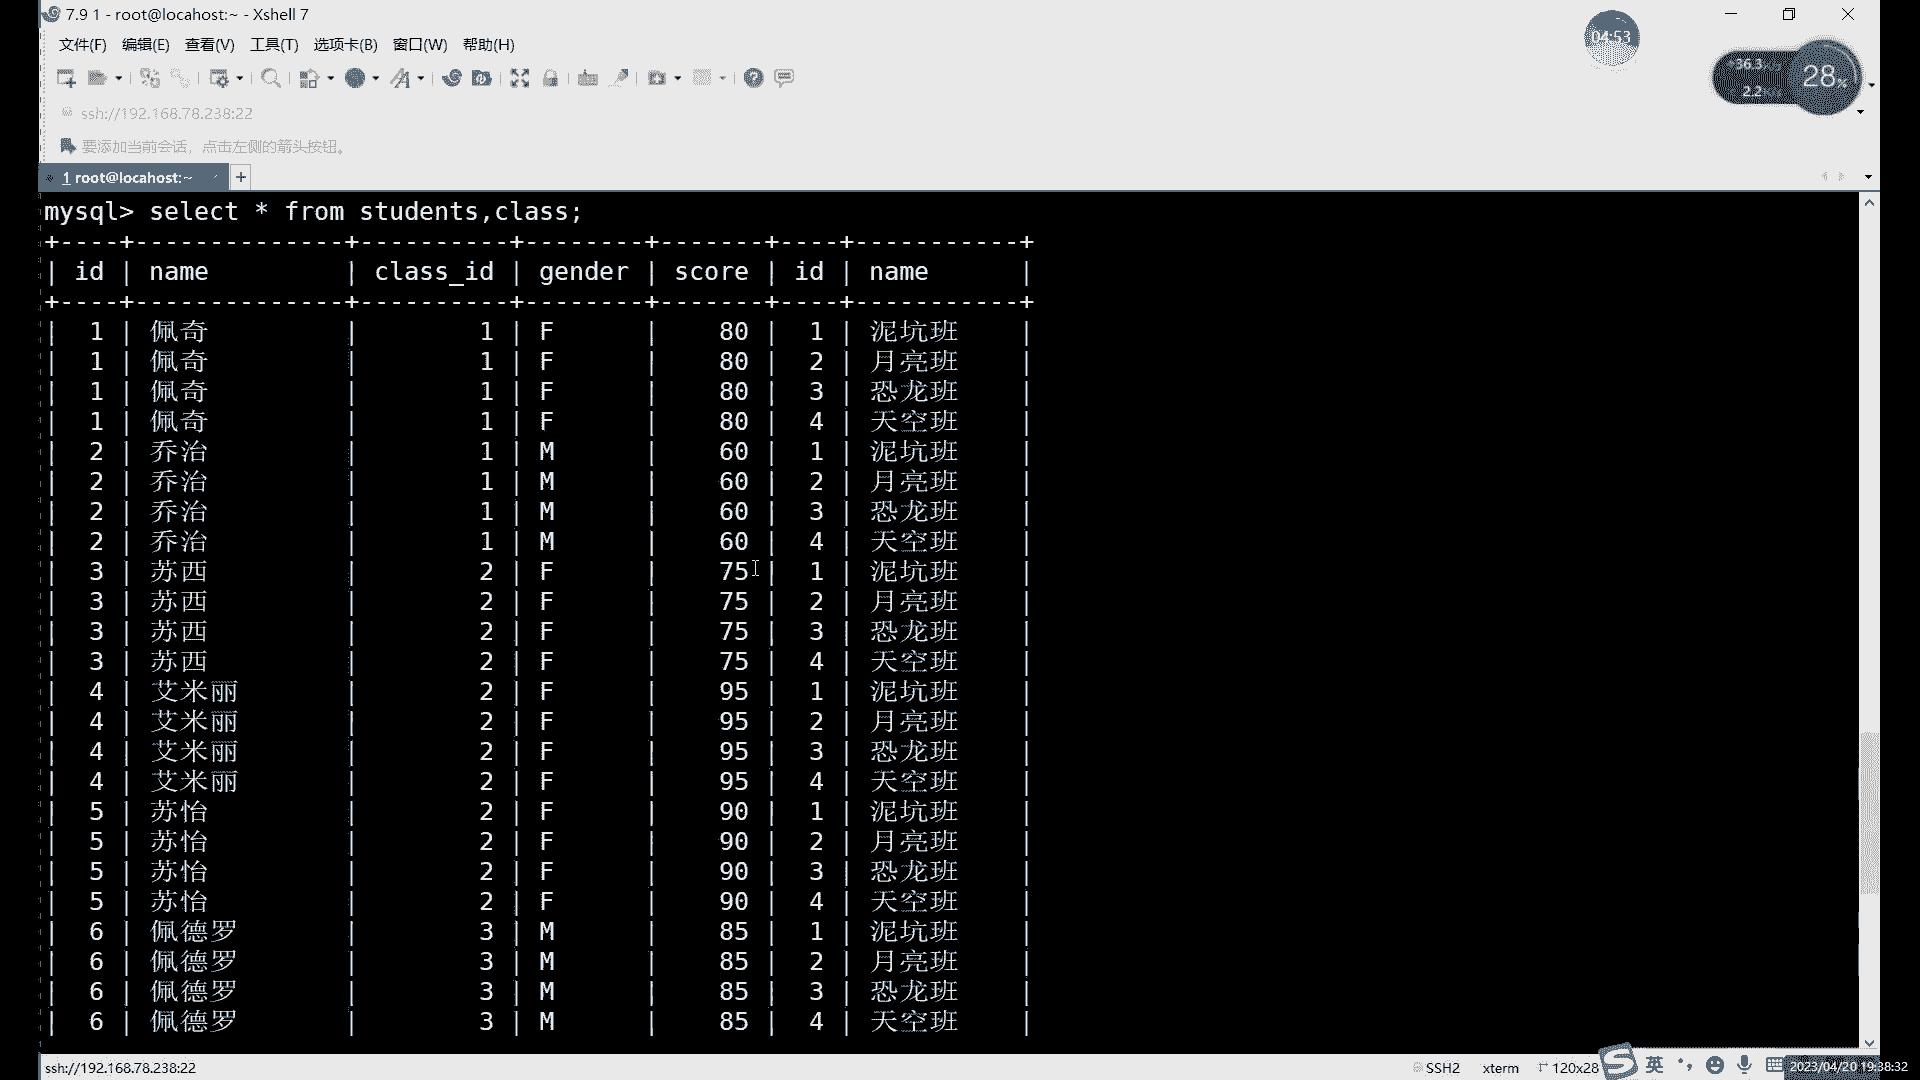 7.9 1 - root@locahost:~ - Xshell 7
04:53
文件(F) 编辑(E) 查看(V) 工具(T) 选项卡(B) 窗口(W) 帮助(H)
36.3
28%
2.2
ssh://192.168.78.238:22
要添加当前会话，点击左侧的箭头按钮。
1 root@locahost:~ +
mysql> select * from students,class;
+----+--------------+----------+--------+-------+----+-----------+
| id | name | class_id | gender | score | id | name |
+----+--------------+----------+--------+-------+----+-----------+
| 1 | 佩奇 | 1 | F | 80 | 1 | 泥坑班 |
| 1 | 佩奇 | 1 | F | 80 | 2 | 月亮班 |
| 1 | 佩奇 | 1 | F | 80 | 3 | 恐龙班 |
| 1 | 佩奇 | 1 | F | 80 | 4 | 天空班 |
| 2 | 乔治 | 1 | M | 60 | 1 | 泥坑班 |
| 2 | 乔治 | 1 | M | 60 | 2 | 月亮班 |
| 2 | 乔治 | 1 | M | 60 | 3 | 恐龙班 |
| 2 | 乔治 | 1 | M | 60 | 4 | 天空班 |
| 3 | 苏西 | 2 | F | 75 | 1 | 泥坑班 |
| 3 | 苏西 | 2 | F | 75 | 2 | 月亮班 |
| 3 | 苏西 | 2 | F | 75 | 3 | 恐龙班 |
| 3 | 苏西 | 2 | F | 75 | 4 | 天空班 |
| 4 | 艾米丽 | 2 | F | 95 | 1 | 泥坑班 |
| 4 | 艾米丽 | 2 | F | 95 | 2 | 月亮班 |
| 4 | 艾米丽 | 2 | F | 95 | 3 | 恐龙班 |
| 4 | 艾米丽 | 2 | F | 95 | 4 | 天空班 |
| 5 | 苏怡 | 2 | F | 90 | 1 | 泥坑班 |
| 5 | 苏怡 | 2 | F | 90 | 2 | 月亮班 |
| 5 | 苏怡 | 2 | F | 90 | 3 | 恐龙班 |
| 5 | 苏怡 | 2 | F | 90 | 4 | 天空班 |
| 6 | 佩德罗 | 3 | M | 85 | 1 | 泥坑班 |
| 6 | 佩德罗 | 3 | M | 85 | 2 | 月亮班 |
| 6 | 佩德罗 | 3 | M | 85 | 3 | 恐龙班 |
| 6 | 佩德罗 | 3 | M | 85 | 4 | 天空班 |
ssh://192.168.78.238:22 SSH2 xterm 120x28 英 2023/04/20 19:38:32